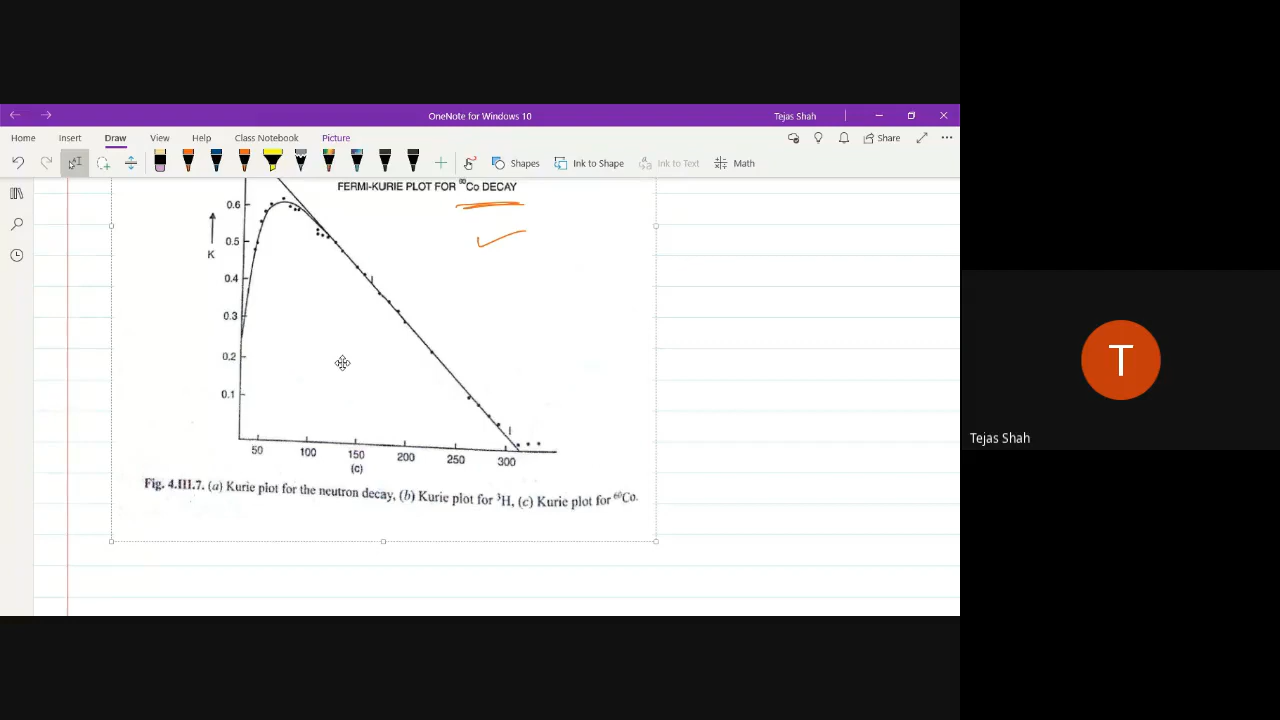 OneNote for Windows 10
Tejas Shah
Home Insert Draw View Help Class Notebook Picture
Share
Shapes Ink to Shape Ink to Text Math
FERMI-KURIE PLOT FOR ⁶⁰Co DECAY
0.6
0.5
K
0.4
0.3
0.2
0.1
50 100 150 200 250 300
(c)
Fig. 4.III.7. (a) Kurie plot for the neutron decay, (b) Kurie plot for ³H, (c) Kurie plot for ⁶⁰Co.
T
Tejas Shah